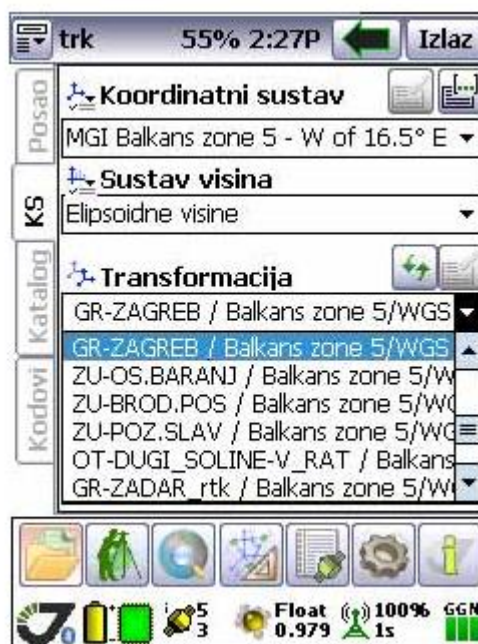 trk 55% 2:27P Izlaz
Posao
KS
Katalog
Kodovi
Koordinatni sustav
MGI Balkans zone 5 - W of 16.5° E
Sustav visina
Elipsoidne visine
Transformacija
GR-ZAGREB / Balkans zone 5/WGS
GR-ZAGREB / Balkans zone 5/WGS
ZU-OS.BARANJ / Balkans zone 5/W
ZU-BROD.POS / Balkans zone 5/WG
ZU-POZ.SLAV / Balkans zone 5/WG
OT-DUGI_SOLINE-V_RAT / Balkans
GR-ZADAR_rtk / Balkans zone 5/W
0 5 Float 100% GGN
3 0.979 1s